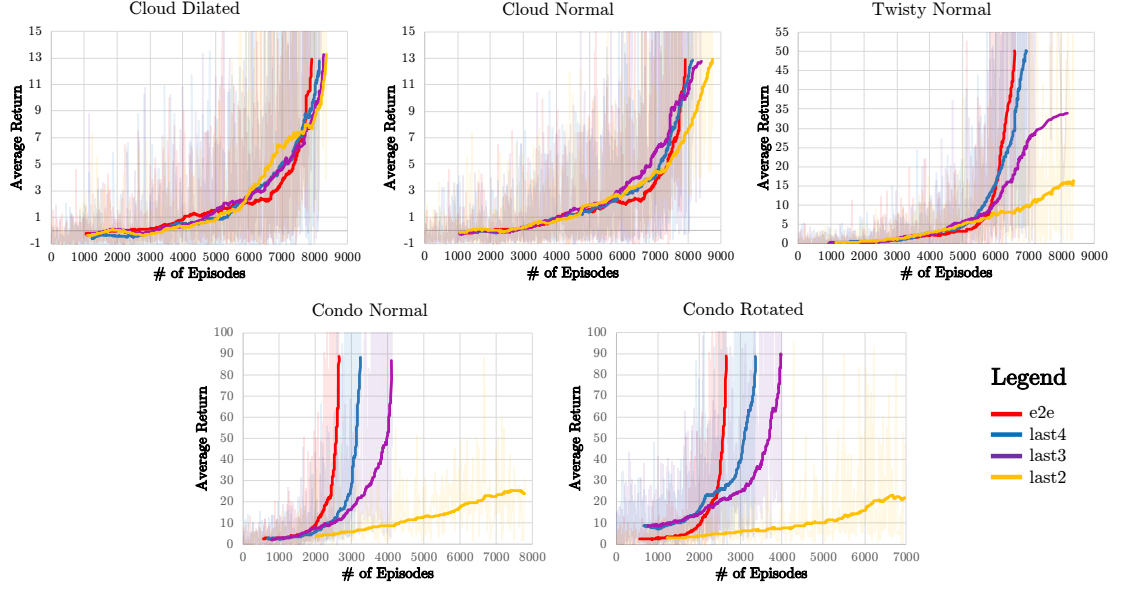 Cloud Dilated
Cloud Normal
Twisty Normal
Average Return
15
13
11
9
7
5
3
1
-1
0 1000 2000 3000 4000 5000 6000 7000 8000 9000
# of Episodes
Average Return
15
13
11
9
7
5
3
1
-1
0 1000 2000 3000 4000 5000 6000 7000 8000 9000
# of Episodes
Average Return
55
50
45
40
35
30
25
20
15
10
5
0
0 1000 2000 3000 4000 5000 6000 7000 8000 9000
# of Episodes
Condo Normal
Condo Rotated
Average Return
100
90
80
70
60
50
40
30
20
10
0
0 1000 2000 3000 4000 5000 6000 7000 8000
# of Episodes
Average Return
100
90
80
70
60
50
40
30
20
10
0
0 1000 2000 3000 4000 5000 6000 7000
# of Episodes
Legend
e2e
last4
last3
last2